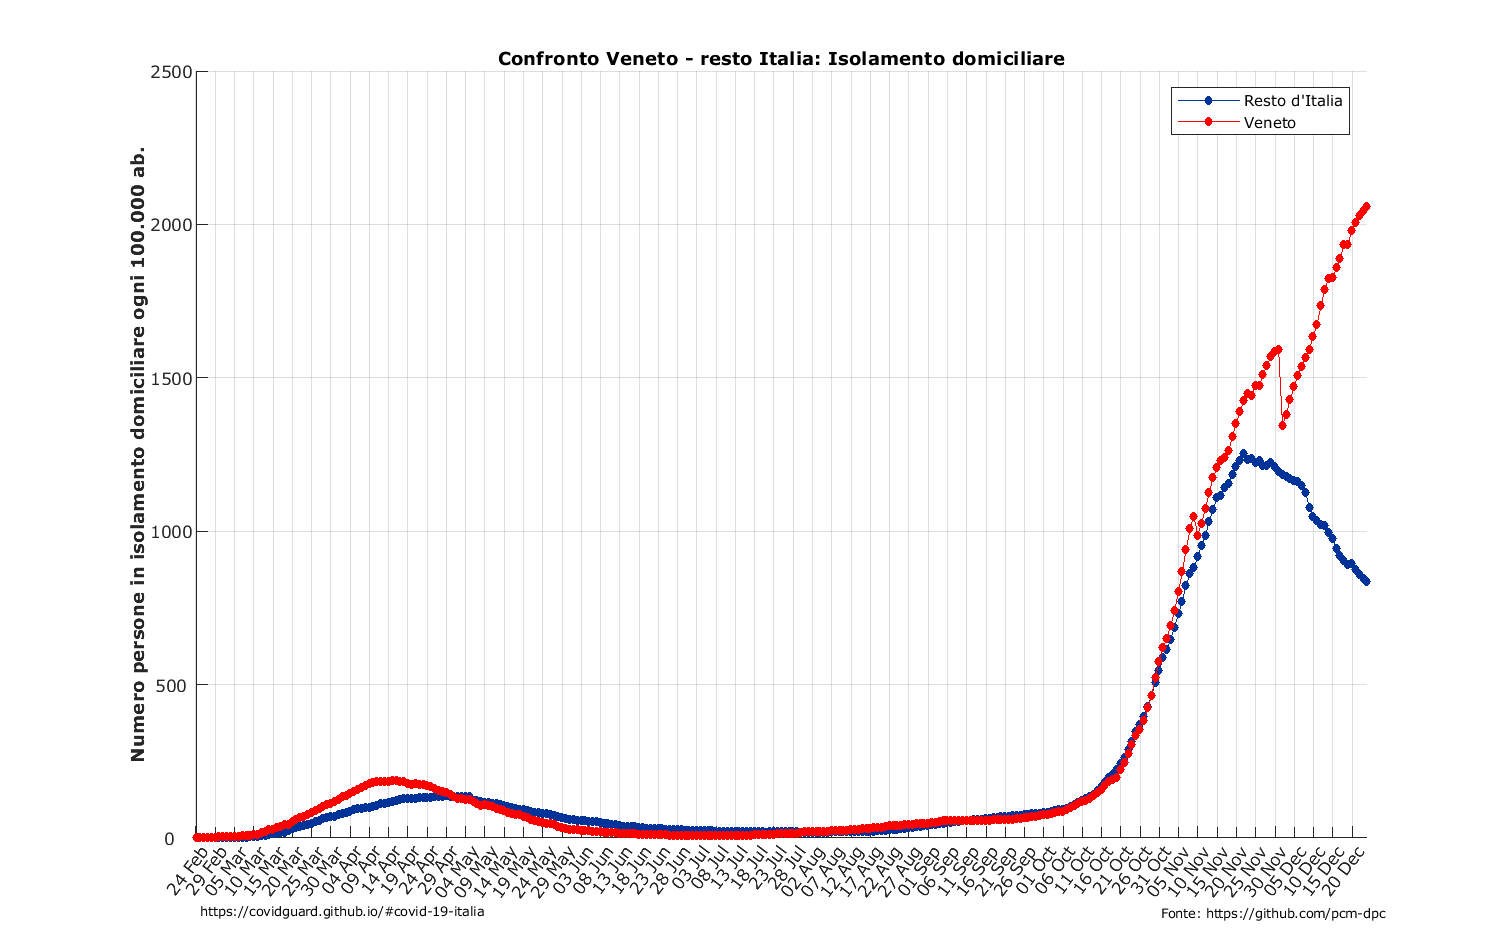 Confronto Veneto - resto Italia: Isolamento domiciliare
Numero persone in isolamento domiciliare ogni 100.000 ab.
2500
2000
1500
1000
500
0
Resto d'Italia
Veneto
24 Feb
29 Feb
05 Mar
10 Mar
15 Mar
20 Mar
25 Mar
30 Mar
04 Apr
09 Apr
14 Apr
19 Apr
24 Apr
29 Apr
04 May
09 May
14 May
19 May
24 May
29 May
03 Jun
08 Jun
13 Jun
18 Jun
23 Jun
28 Jun
03 Jul
08 Jul
13 Jul
18 Jul
23 Jul
28 Jul
02 Aug
07 Aug
12 Aug
17 Aug
22 Aug
27 Aug
01 Sep
06 Sep
11 Sep
16 Sep
21 Sep
26 Sep
01 Oct
06 Oct
11 Oct
16 Oct
21 Oct
26 Oct
31 Oct
05 Nov
10 Nov
15 Nov
20 Nov
25 Nov
30 Nov
05 Dec
10 Dec
15 Dec
20 Dec
https://covidguard.github.io/#covid-19-italia
Fonte: https://github.com/pcm-dpc